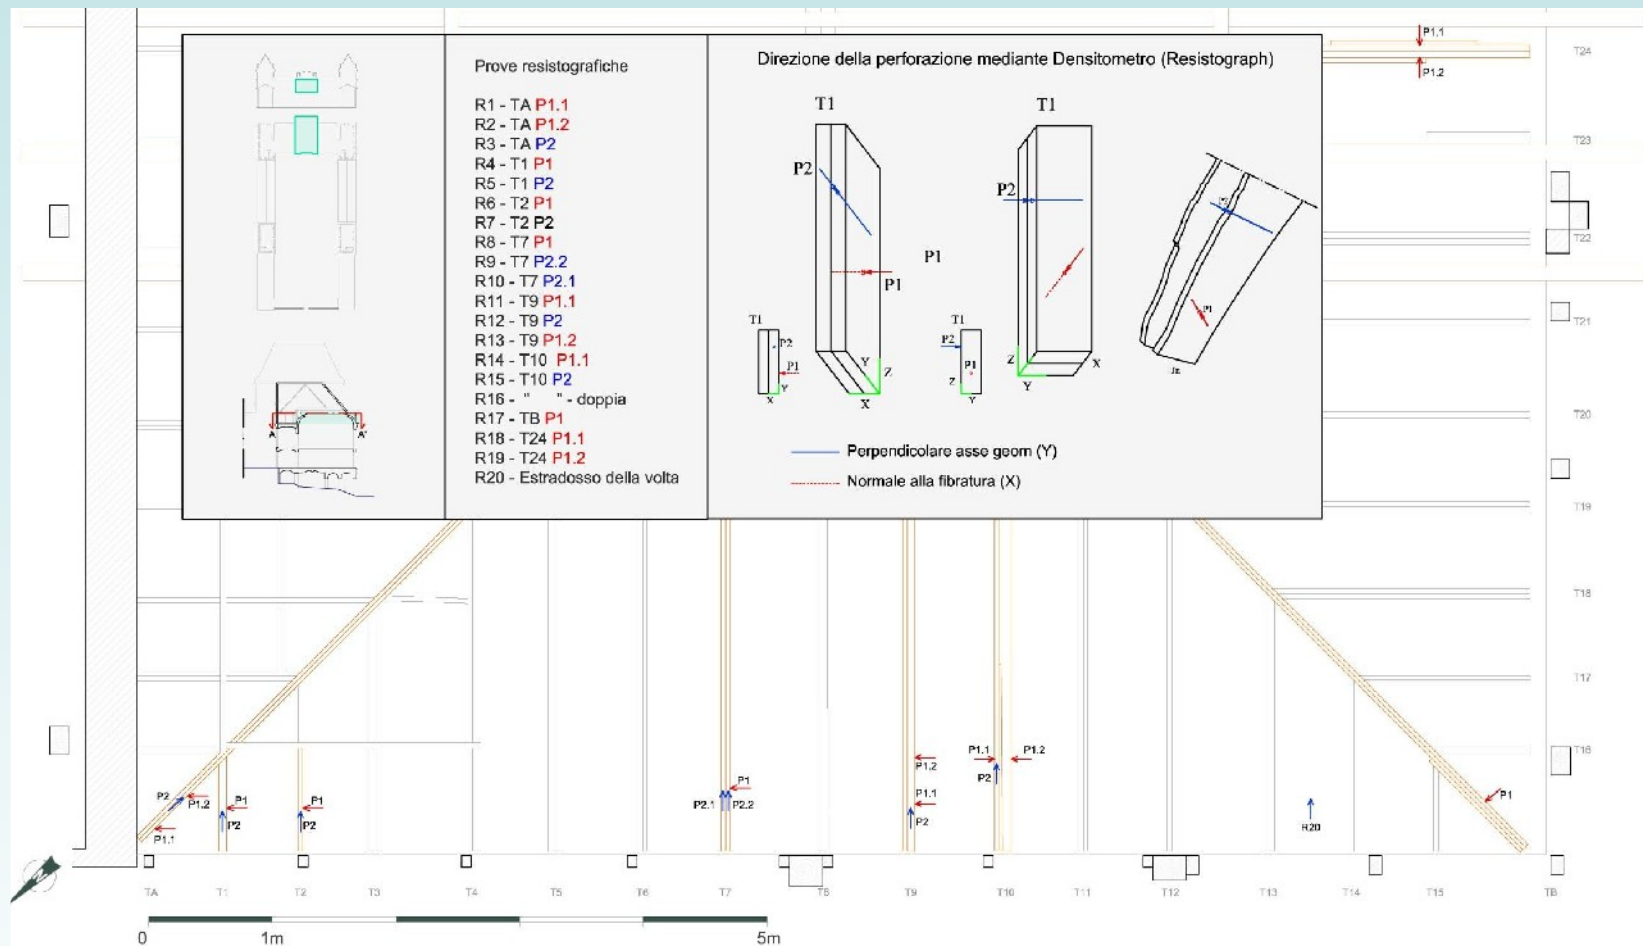 Prove resistografiche
R1 - TA P1.1
R2 - TA P1.2
R3 - TA P2
R4 - T1 P1
R5 - T1 P2
R6 - T2 P1
R7 - T2 P2
R8 - T7 P1
R9 - T7 P2.2
R10 - T7 P2.1
R11 - T9 P1.1
R12 - T9 P2
R13 - T9 P1.2
R14 - T10 P1.1
R15 - T10 P2
R16 - " " - doppia
R17 - TB P1
R18 - T24 P1.1
R19 - T24 P1.2
R20 - Estradosso della volta
A A'
Direzione della perforazione mediante Densitometro (Resistograph)
T1 T1
P2 P2
P1 P1
P1
T1 T1
P2 P2
P1 P1
Y Z
X Y
Z Y
Y Z
X
Z X
Y
P1
Perpendicolare asse geom (Y)
Normale alla fibratura (X)
P1.1
P1.2
T24
T23
T22
T21
T20
T19
T18
T17
T16
P2 P1.2
P1.1
P1
P2
P1
P2
P1
P2.1 P2.2
P1.2
P1.1
P2
P1.1 P1.2
P2
R20
P1
TA T1 T2 T3 T4 T5 T6 T7 T8 T9 T10 T11 T12 T13 T14 T15 TB
0 1m 5m